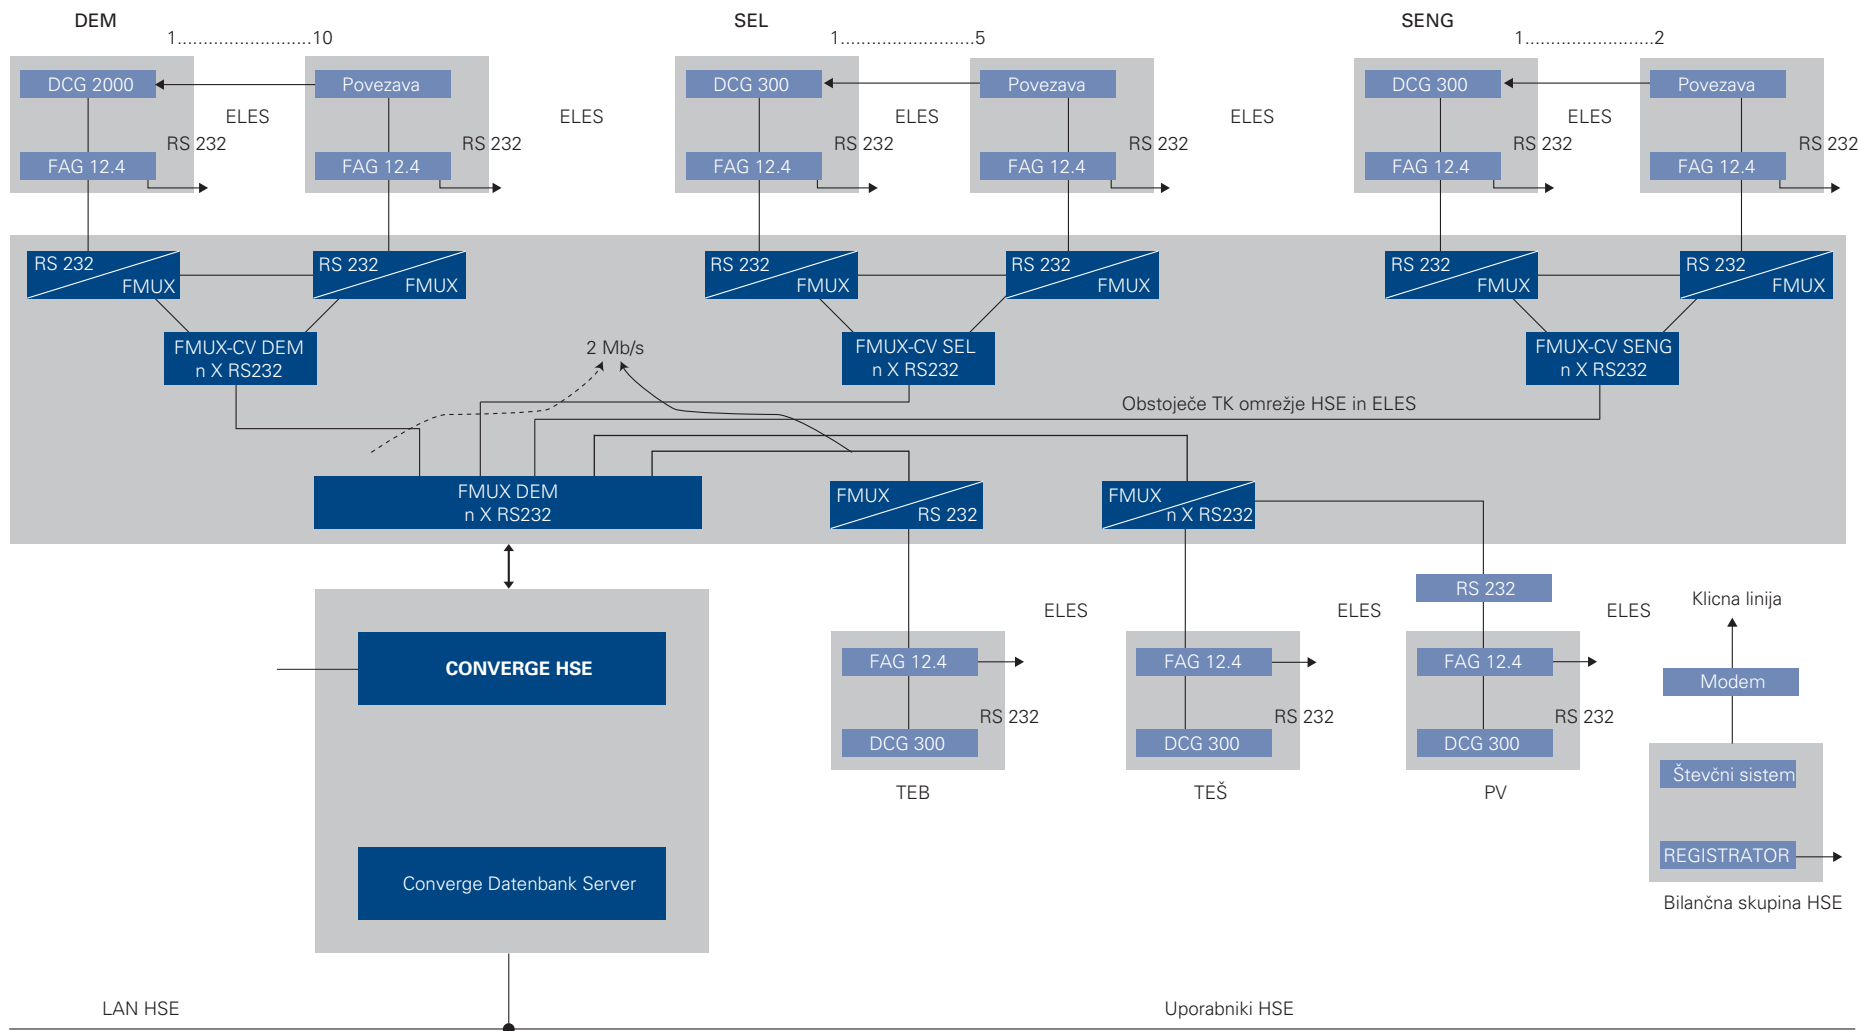 DEM
SEL
SENG
1..........................10
1..........................5
1..........................2
DCG 2000
Povezava
DCG 300
Povezava
DCG 300
Povezava
ELES
ELES
ELES
ELES
ELES
RS 232
RS 232
RS 232
RS 232
RS 232
RS 232
FAG 12.4
FAG 12.4
FAG 12.4
FAG 12.4
FAG 12.4
FAG 12.4
RS 232
FMUX
RS 232
FMUX
RS 232
FMUX
RS 232
FMUX
RS 232
FMUX
RS 232
FMUX
FMUX-CV DEM
n X RS232
2 Mb/s
FMUX-CV SEL
n X RS232
FMUX-CV SENG
n X RS232
Obstoječe TK omrežje HSE in ELES
FMUX DEM
n X RS232
FMUX
RS 232
FMUX
n X RS232
RS 232
ELES
ELES
ELES
Klicna linija
CONVERGE HSE
FAG 12.4
FAG 12.4
FAG 12.4
Modem
RS 232
RS 232
RS 232
DCG 300
DCG 300
DCG 300
Števčni sistem
TEB
TEŠ
PV
REGISTRATOR
Converge Datenbank Server
Bilančna skupina HSE
LAN HSE
Uporabniki HSE